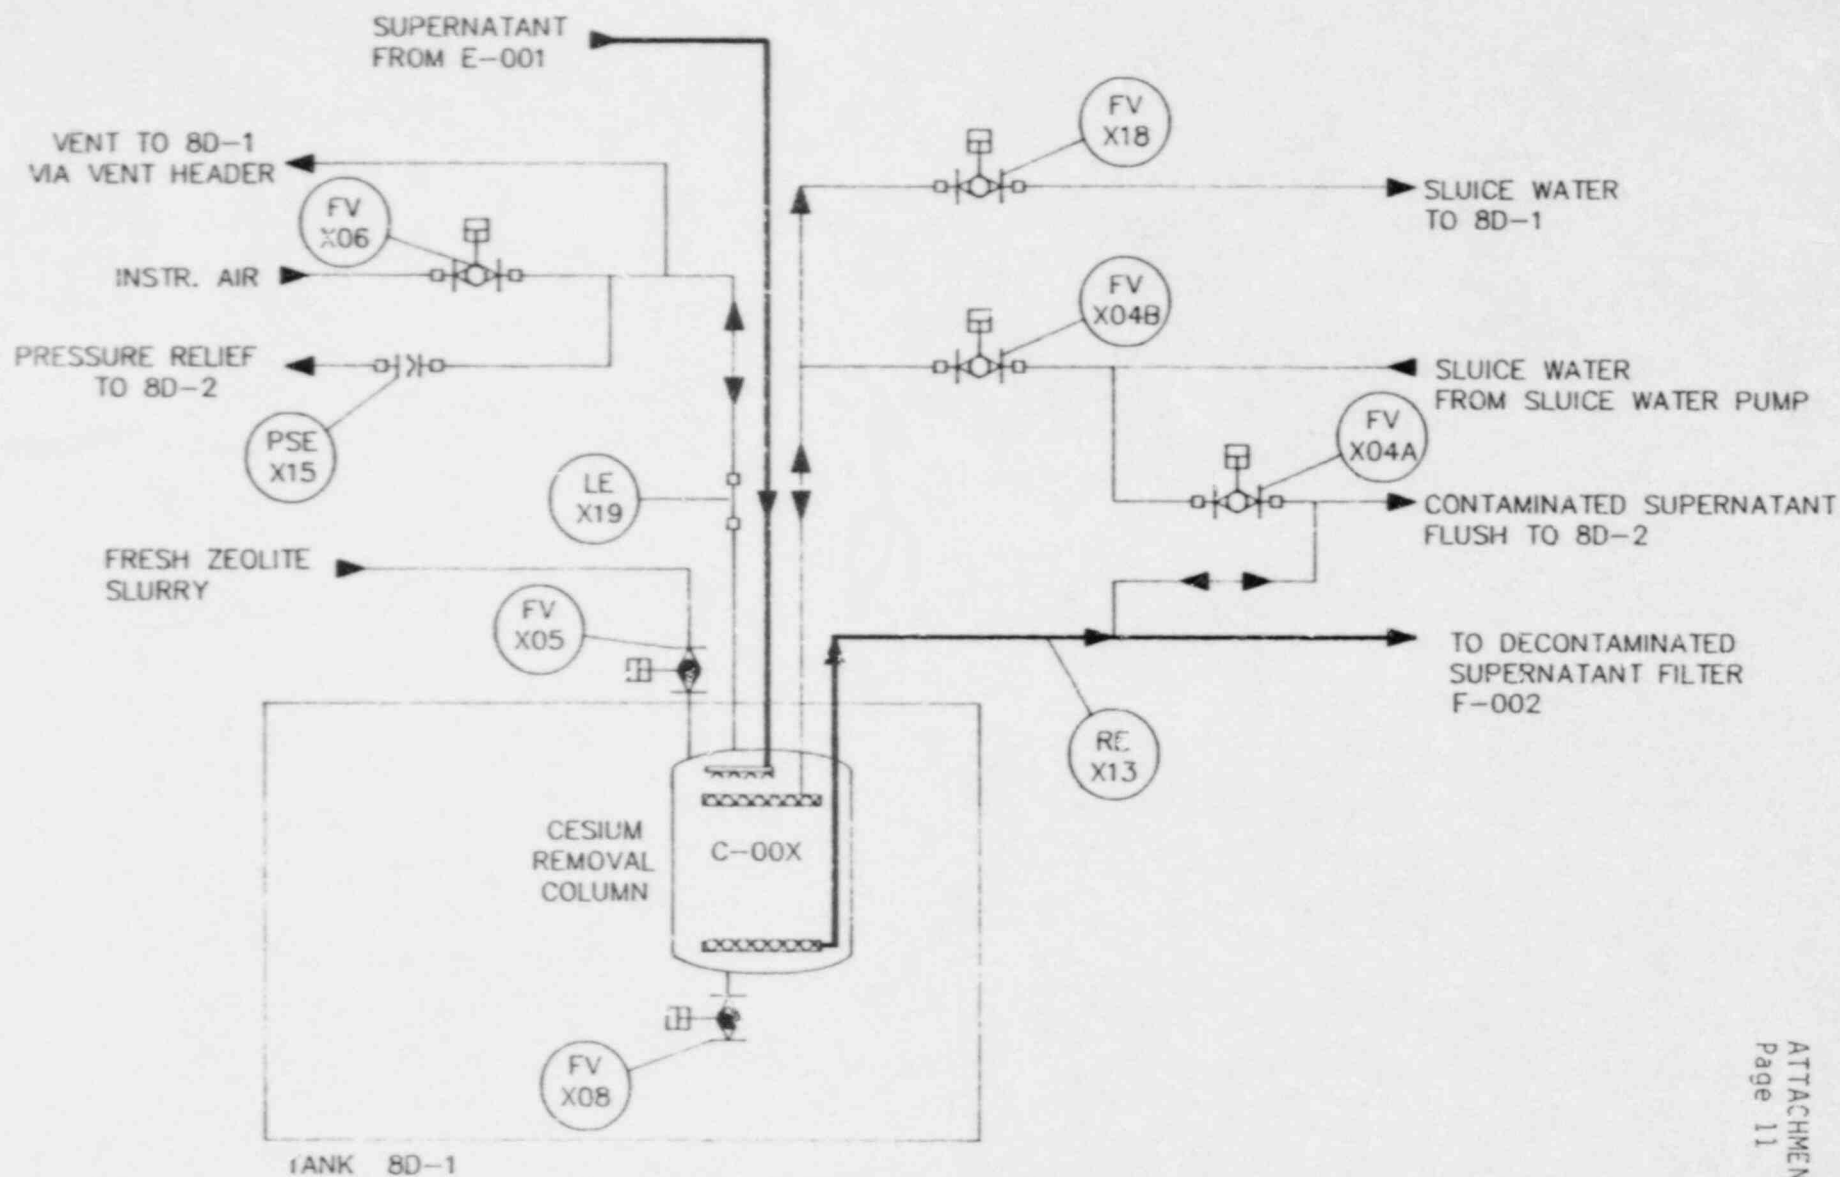 SUPERNATANT
FROM E-001
VENT TO 8D-1
VIA VENT HEADER
FV
X06
INSTR. AIR
PRESSURE RELIEF
TO 8D-2
PSE
X15
LE
X19
FRESH ZEOLITE
SLURRY
FV
X05
FV
X18
SLUICE WATER
TO 8D-1
FV
X04B
SLUICE WATER
FROM SLUICE WATER PUMP
FV
X04A
CONTAMINATED SUPERNATANT
FLUSH TO 8D-2
TO DECONTAMINATED
SUPERNATANT FILTER
F-002
RE
X13
CESIUM
REMOVAL
COLUMN
C-00X
FV
X08
TANK 8D-1
ATTACHMEN
Page 11